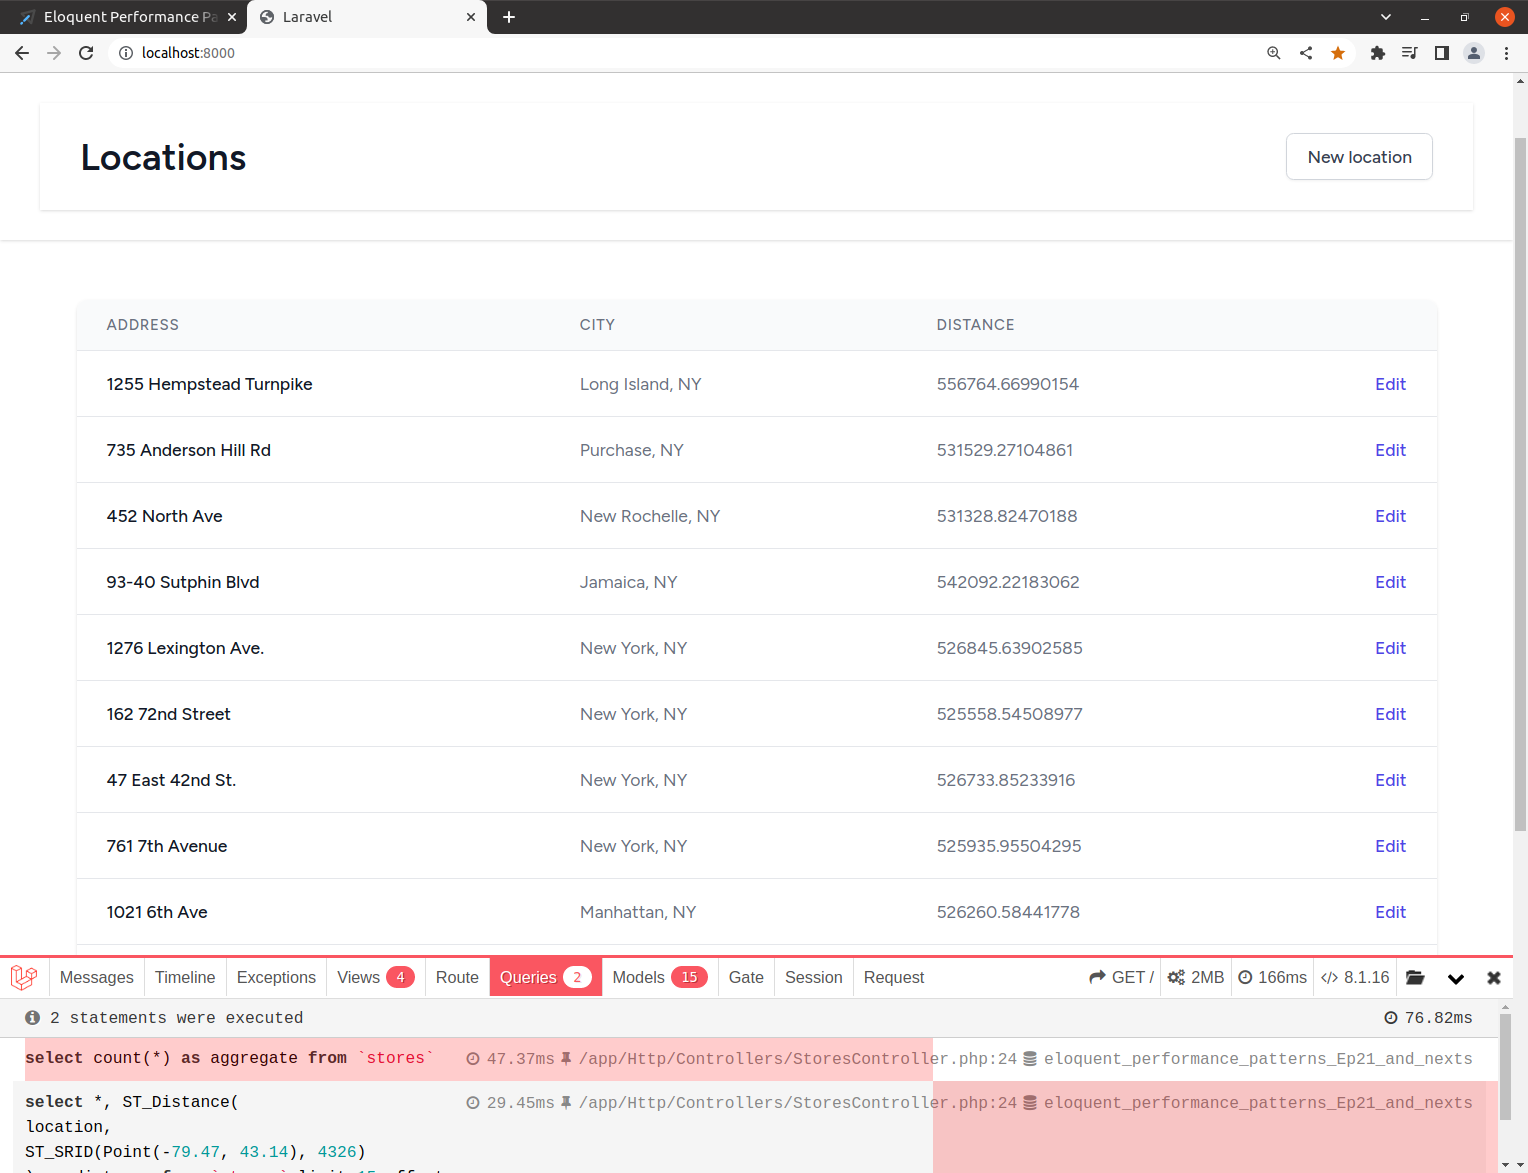 Eloquent Performance Pa
Laravel
localhost:8000
Locations
New location
ADDRESS CITY DISTANCE
1255 Hempstead Turnpike Long Island, NY 556764.66990154 Edit
735 Anderson Hill Rd Purchase, NY 531529.27104861 Edit
452 North Ave New Rochelle, NY 531328.82470188 Edit
93-40 Sutphin Blvd Jamaica, NY 542092.22183062 Edit
1276 Lexington Ave. New York, NY 526845.63902585 Edit
162 72nd Street New York, NY 525558.54508977 Edit
47 East 42nd St. New York, NY 526733.85233916 Edit
761 7th Avenue New York, NY 525935.95504295 Edit
1021 6th Ave Manhattan, NY 526260.58441778 Edit
Messages Timeline Exceptions Views 4 Route Queries 2 Models 15 Gate Session Request GET / 2MB 166ms </> 8.1.16
2 statements were executed 76.82ms
select count(*) as aggregate from `stores` 47.37ms /app/Http/Controllers/StoresController.php:24 eloquent_performance_patterns_Ep21_and_nexts
select *, ST_Distance( 29.45ms /app/Http/Controllers/StoresController.php:24 eloquent_performance_patterns_Ep21_and_nexts
location,
ST_SRID(Point(-79.47, 43.14), 4326)